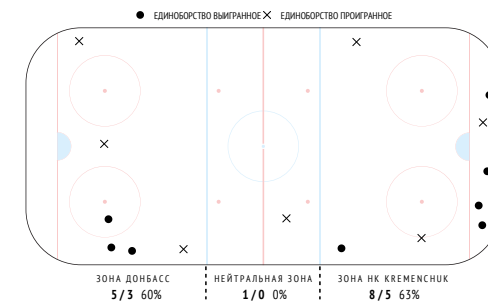 ЕДИНОБОРСТВО ВЫИГРАННОЕ ЕДИНОБОРСТВО ПРОИГРАННОЕ
ЗОНА ДОНБАСС НЕЙТРАЛЬНАЯ ЗОНА ЗОНА НК KREMENCHUK
5/3 60% 1/0 0% 8/5 63%